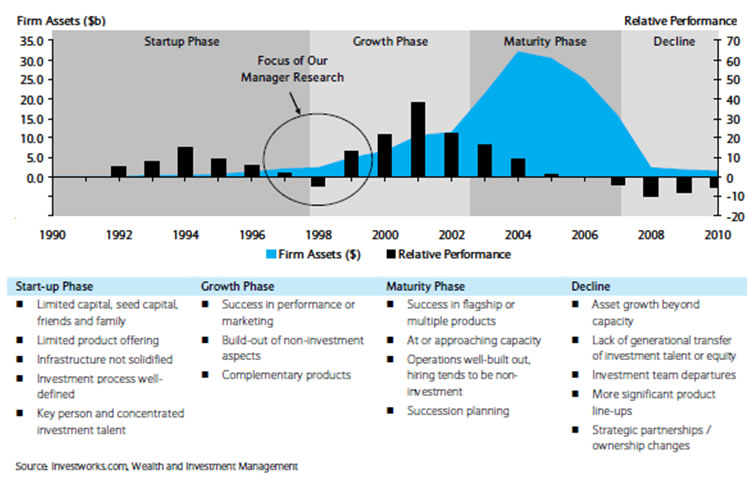 Firm Assets ($b)
Relative Performance
35.0
30.0
25.0
20.0
15.0
10.0
5.0
0.0
Startup Phase
Growth Phase
Maturity Phase
Decline
Focus of Our
Manager Research
70
60
50
40
30
20
10
0
-10
-20
1990 1992 1994 1996 1998 2000 2002 2004 2006 2008 2010
Firm Assets ($) Relative Performance
Start-up Phase
■ Limited capital, seed capital,
friends and family
■ Limited product offering
■ Infrastructure not solidified
■ Investment process well-
defined
■ Key person and concentrated
investment talent
Growth Phase
■ Success in performance or
marketing
■ Build-out of non-investment
aspects
■ Complementary products
Maturity Phase
■ Success in flagship or
multiple products
■ At or approaching capacity
■ Operations well-built out,
hiring tends to be non-
investment
■ Succession planning
Decline
■ Asset growth beyond
capacity
■ Lack of generational transfer
of investment talent or equity
■ Investment team departures
■ More significant product
line-ups
■ Strategic partnerships /
ownership changes
Source: Investworks.com, Wealth and Investment Management